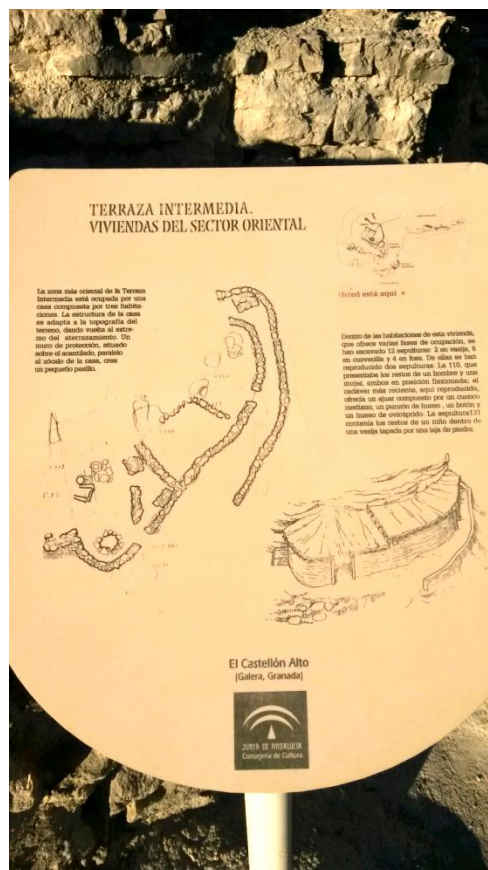 TERRAZA INTERMEDIA.
VIVIENDAS DEL SECTOR ORIENTAL
Usted está aquí
La zona más oriental de la Terraza
Intermedia está ocupada por una
casa compuesta por tres habita-
ciones. La estructura de la casa
se adapta a la topografía del
terreno, dando vuelta al extre-
mo del aterrazamiento. Un
muro de protección, situado
sobre el acantilado, paralelo
al zócalo de la casa, crea
un pequeño pasillo.
Dentro de las habitaciones de esta vivienda,
que ofrece varias fases de ocupación, se
han excavado 12 sepulturas: 2 en vasija, 6
en cuevecilla y 4 en fosa. De ellas se han
reproducido dos sepulturas. La 110, que
presentaba los restos de un hombre y una
mujer, ambos en posición flexionada; el
cadáver más reciente, aquí reproducido,
ofrecía un ajuar compuesto por un cuenco
mediano, un punzón de hueso, un botón y
un hueso de ovicáprido. La sepultura 121
contenía los restos de un niño dentro de
una vasija tapada por una laja de piedra.
El Castellón Alto
(Galera, Granada)
JUNTA DE ANDALUCIA
Consejería de Cultura